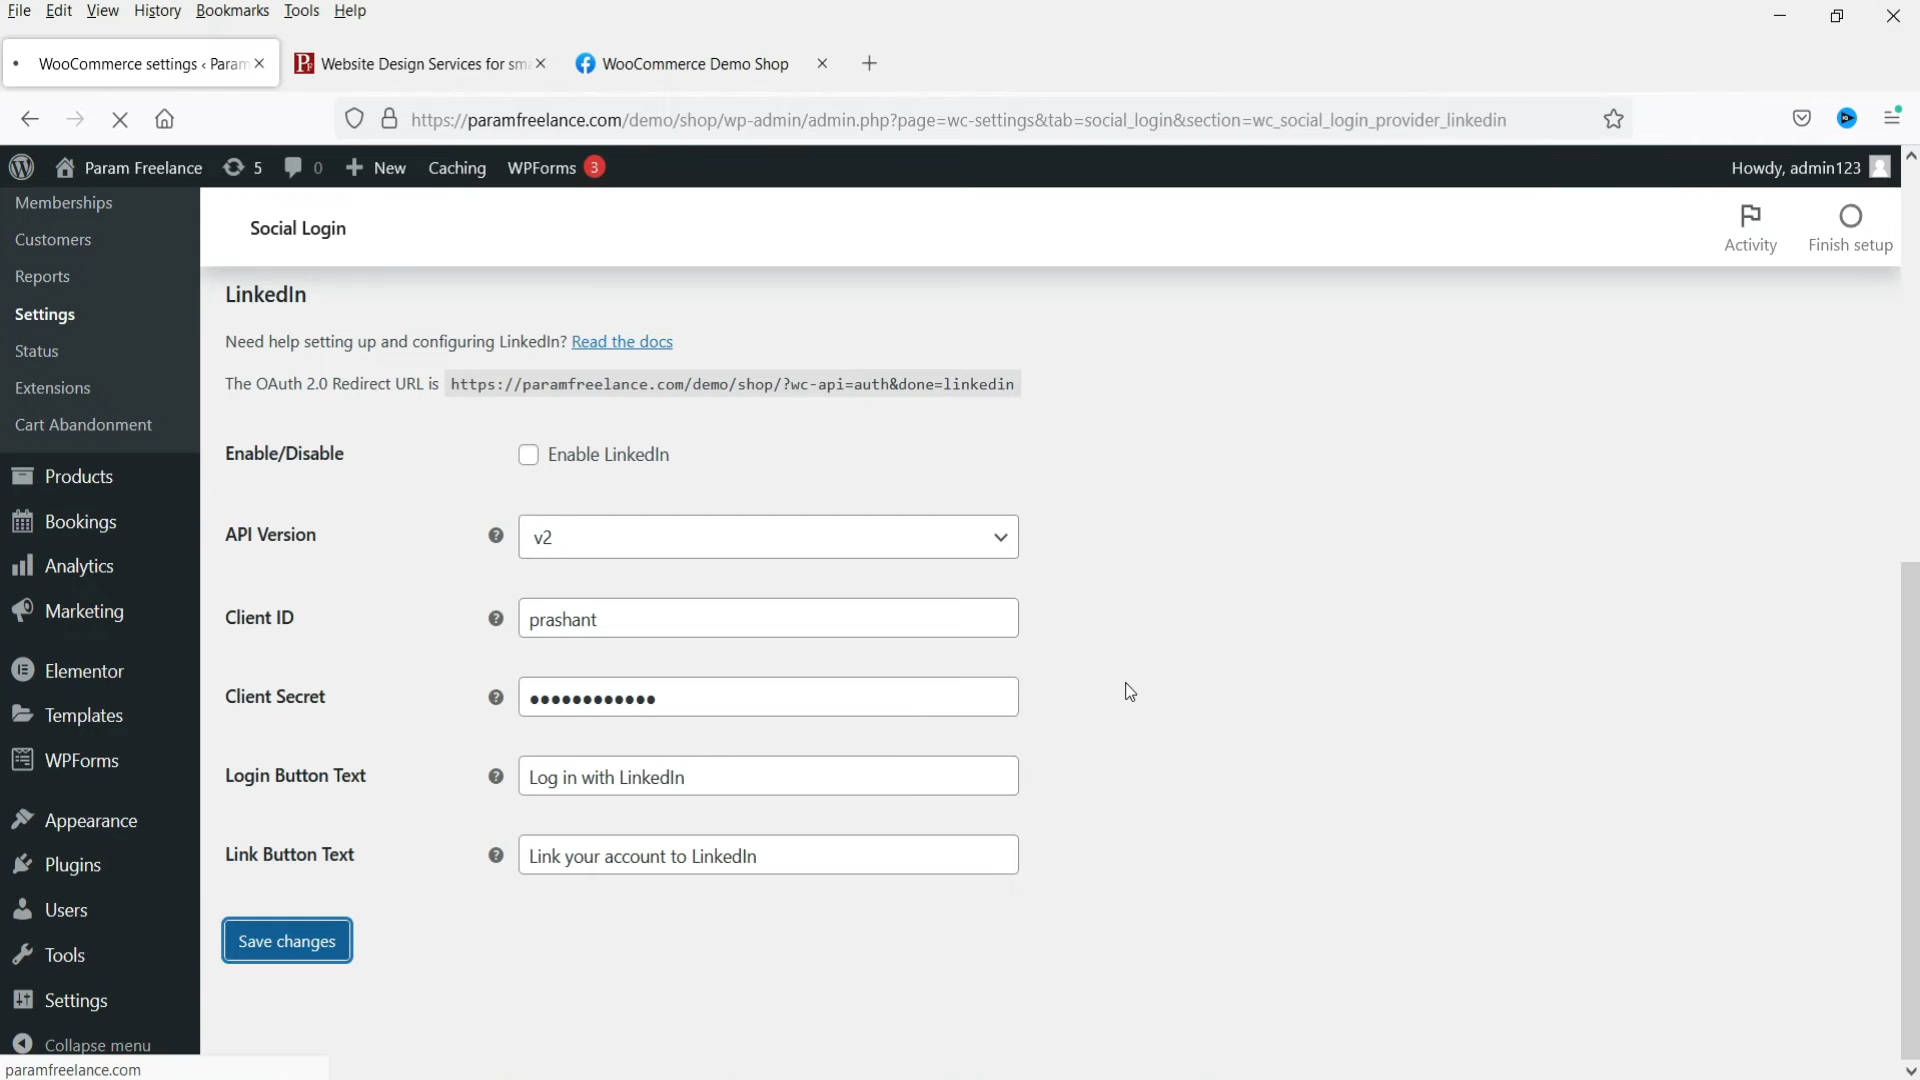 File Edit View History Bookmarks Tools Help
WooCommerce settings ‹ Param
Website Design Services for sm
WooCommerce Demo Shop
https://paramfreelance.com/demo/shop/wp-admin/admin.php?page=wc-settings&tab=social_login&section=wc_social_login_provider_linkedin
Param Freelance 5 0 New Caching WPForms 3 Howdy, admin123
Memberships
Customers
Reports
Settings
Status
Extensions
Cart Abandonment
Products
Bookings
Analytics
Marketing
Elementor
Templates
WPForms
Appearance
Plugins
Users
Tools
Settings
Collapse menu
paramfreelance.com
Social Login
Activity
Finish setup
LinkedIn
Need help setting up and configuring LinkedIn? Read the docs
The OAuth 2.0 Redirect URL is https://paramfreelance.com/demo/shop/?wc-api=auth&done=linkedin
Enable/Disable Enable LinkedIn
API Version v2
Client ID prashant
Client Secret ••••••••••••
Login Button Text Log in with LinkedIn
Link Button Text Link your account to LinkedIn
Save changes